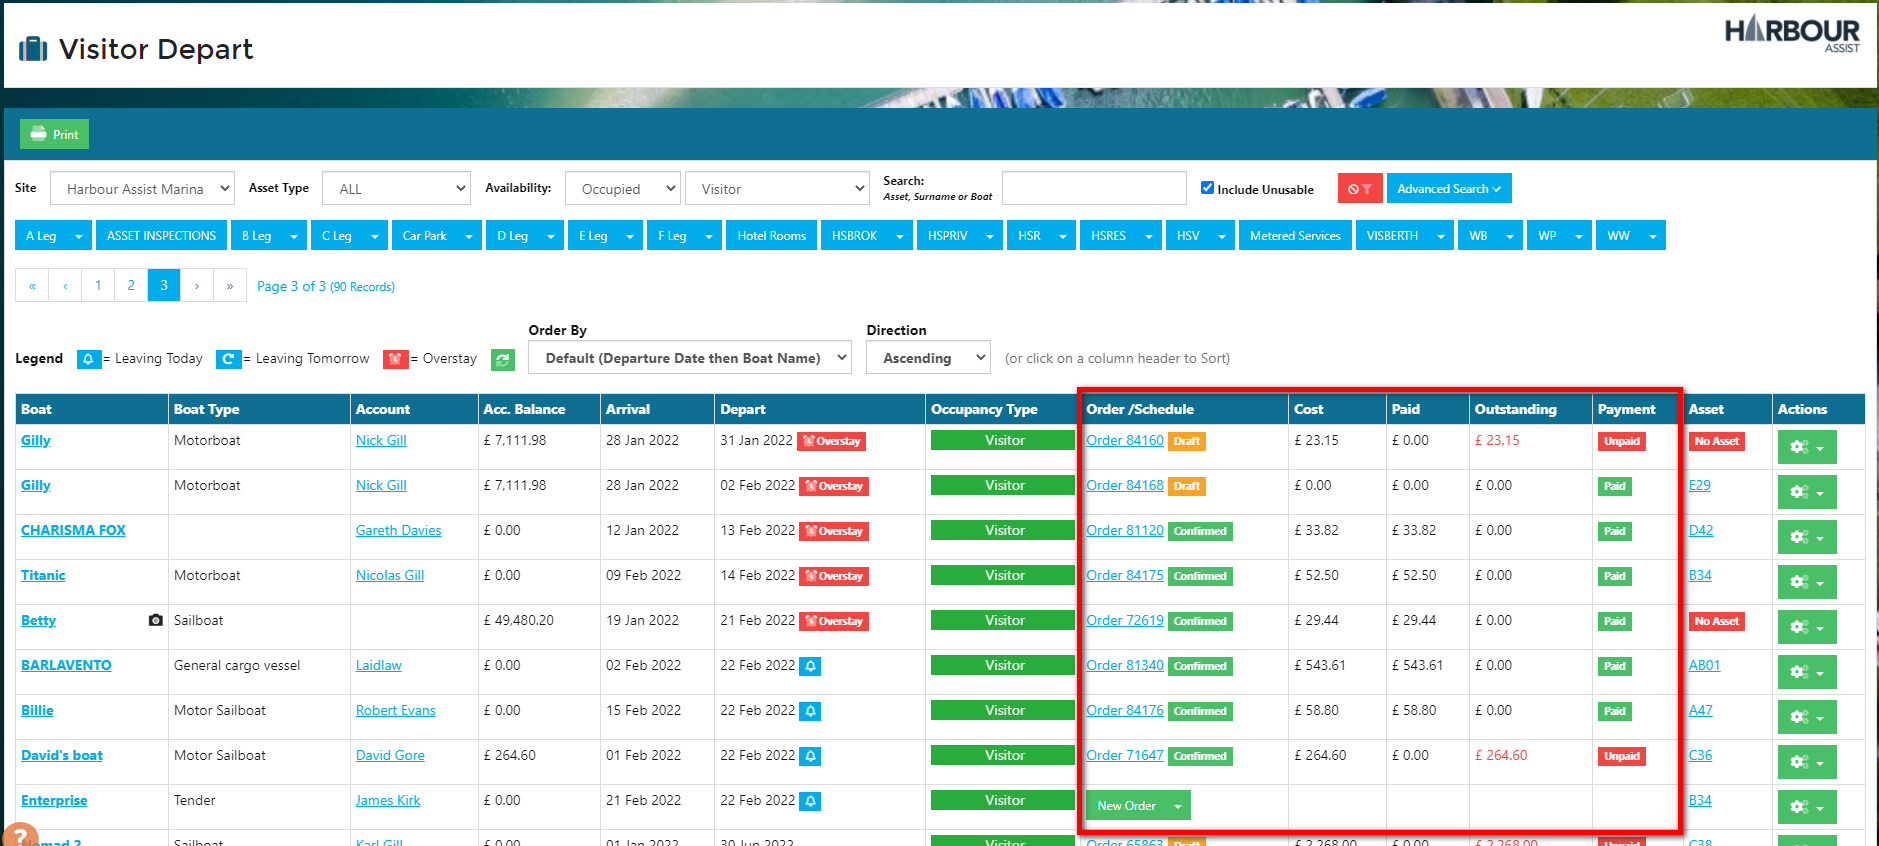 Visitor Depart
HARBOUR
ASSIST
Print
Site Harbour Assist Marina Asset Type ALL Availability: Occupied Visitor Search: Asset, Surname or Boat Include Unusable Advanced Search
A Leg ASSET INSPECTIONS B Leg C Leg Car Park D Leg E Leg F Leg Hotel Rooms HSBROK HSPRIV HSR HSRES HSV Metered Services VISBERTH WB WP WW
« ‹ 1 2 3 › » Page 3 of 3 (90 Records)
Order By Direction
Legend = Leaving Today = Leaving Tomorrow = Overstay Default (Departure Date then Boat Name) Ascending (or click on a column header to Sort)
Boat Boat Type Account Acc. Balance Arrival Depart Occupancy Type Order /Schedule Cost Paid Outstanding Payment Asset Actions
Gilly Motorboat Nick Gill £ 7,111.98 28 Jan 2022 31 Jan 2022 Overstay Visitor Order 84160 Draft £ 23.15 £ 0.00 £ 23.15 Unpaid No Asset
Gilly Motorboat Nick Gill £ 7,111.98 28 Jan 2022 02 Feb 2022 Overstay Visitor Order 84168 Draft £ 0.00 £ 0.00 £ 0.00 Paid E29
CHARISMA FOX Gareth Davies £ 0.00 12 Jan 2022 13 Feb 2022 Overstay Visitor Order 81120 Confirmed £ 33.82 £ 33.82 £ 0.00 Paid D42
Titanic Motorboat Nicolas Gill £ 0.00 09 Feb 2022 14 Feb 2022 Overstay Visitor Order 84175 Confirmed £ 52.50 £ 52.50 £ 0.00 Paid B34
Betty Sailboat £ 49,480.20 19 Jan 2022 21 Feb 2022 Overstay Visitor Order 72619 Confirmed £ 29.44 £ 29.44 £ 0.00 Paid No Asset
BARLAVENTO General cargo vessel Laidlaw £ 0.00 02 Feb 2022 22 Feb 2022 Visitor Order 81340 Confirmed £ 543.61 £ 543.61 £ 0.00 Paid AB01
Billie Motor Sailboat Robert Evans £ 0.00 15 Feb 2022 22 Feb 2022 Visitor Order 84176 Confirmed £ 58.80 £ 58.80 £ 0.00 Paid A47
David's boat Motor Sailboat David Gore £ 264.60 01 Feb 2022 22 Feb 2022 Visitor Order 71647 Confirmed £ 264.60 £ 0.00 £ 264.60 Unpaid C36
Enterprise Tender James Kirk £ 0.00 21 Feb 2022 22 Feb 2022 Visitor New Order B34
? Nomad 2 Sailboat Karl Gill £ 0.00 01 Jan 2022 30 Jun 2022 Visitor Order 65863 Draft £ 2,268.00 £ 0.00 £ 2,268.00 Unpaid C38